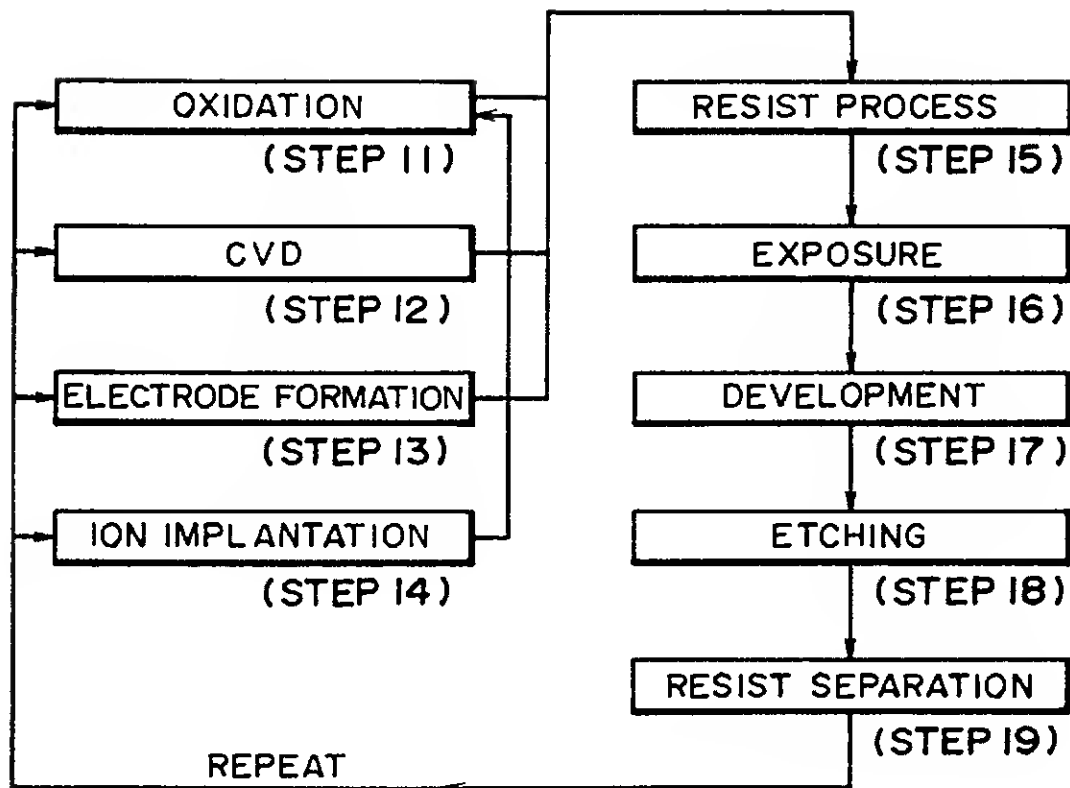 OXIDATION
(STEP 11)
CVD
(STEP 12)
ELECTRODE FORMATION
(STEP 13)
ION IMPLANTATION
(STEP 14)
RESIST PROCESS
(STEP 15)
EXPOSURE
(STEP 16)
DEVELOPMENT
(STEP 17)
ETCHING
(STEP 18)
RESIST SEPARATION
(STEP 19)
REPEAT